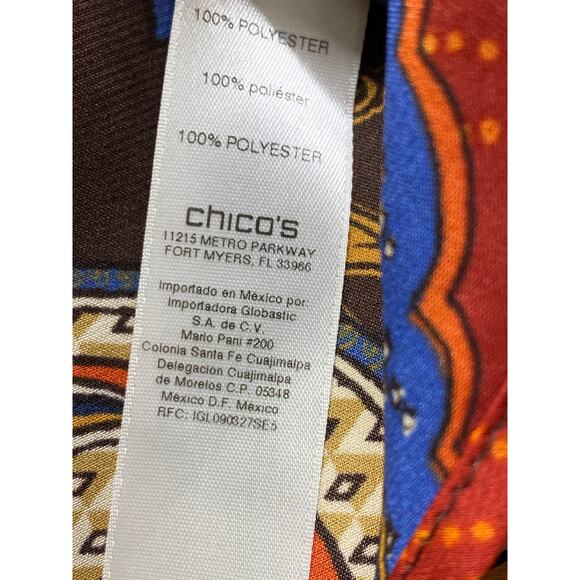 100% POLYESTER
100% poliéster
100% POLYESTER
chico's
11215 METRO PARKWAY
FORT MYERS, FL 33966
Importado en México por:
Importadora Globastic
S.A. de C.V.
Mario Pani #200
Colonia Santa Fe Cuajimalpa
Delegación Cuajimalpa
de Morelos C.P. 05348
México D.F. México
RFC: IGL090327SE5